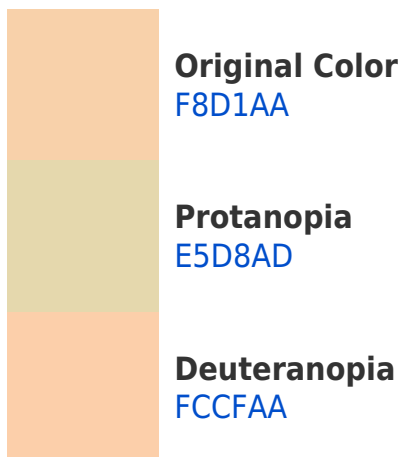 Original Color
F8D1AA
Protanopia
E5D8AD
Deuteranopia
FCCFAA